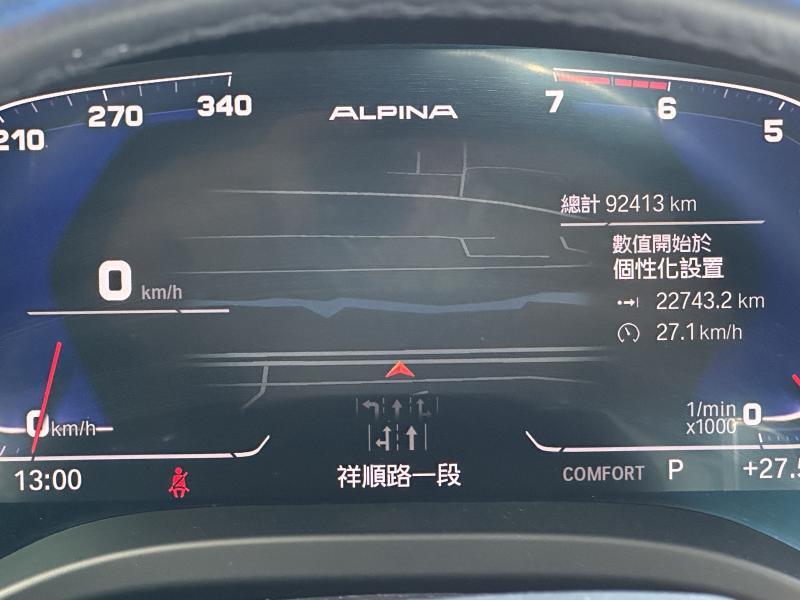 210
270
340
ALPINA
7
6
5
總計 92413 km
數值開始於
個性化設置
22743.2 km
27.1 km/h
0 km/h
0 km/h
1/min
x1000
0
13:00
祥順路一段
COMFORT
P
+27.5